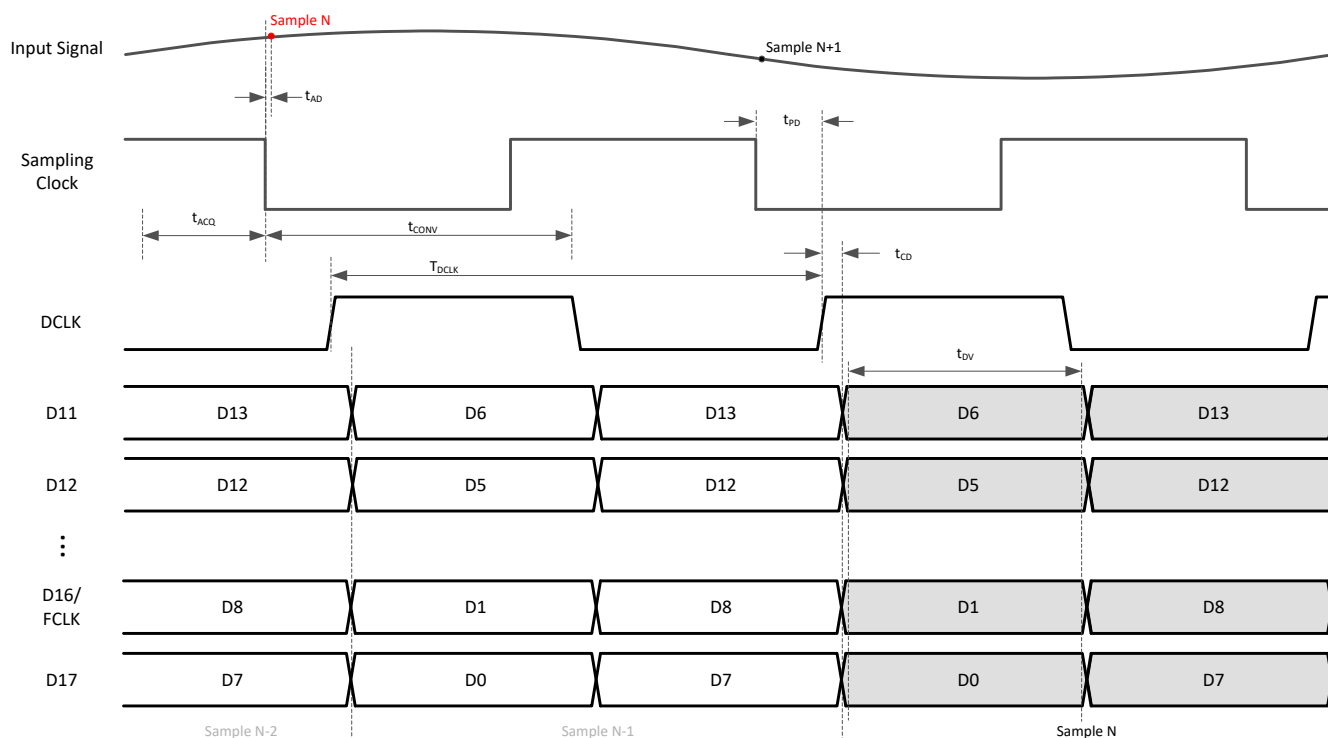 Sample N
Input Signal
Sample N+1
tAD
tPD
Sampling
Clock
tACQ
tCONV
tCD
TDCLK
DCLK
tDV
D11
D13
D6
D13
D6
D13
D12
D12
D5
D12
D5
D12
⋮
D16/
FCLK
D8
D1
D8
D1
D8
D17
D7
D0
D7
D0
D7
Sample N-2
Sample N-1
Sample N